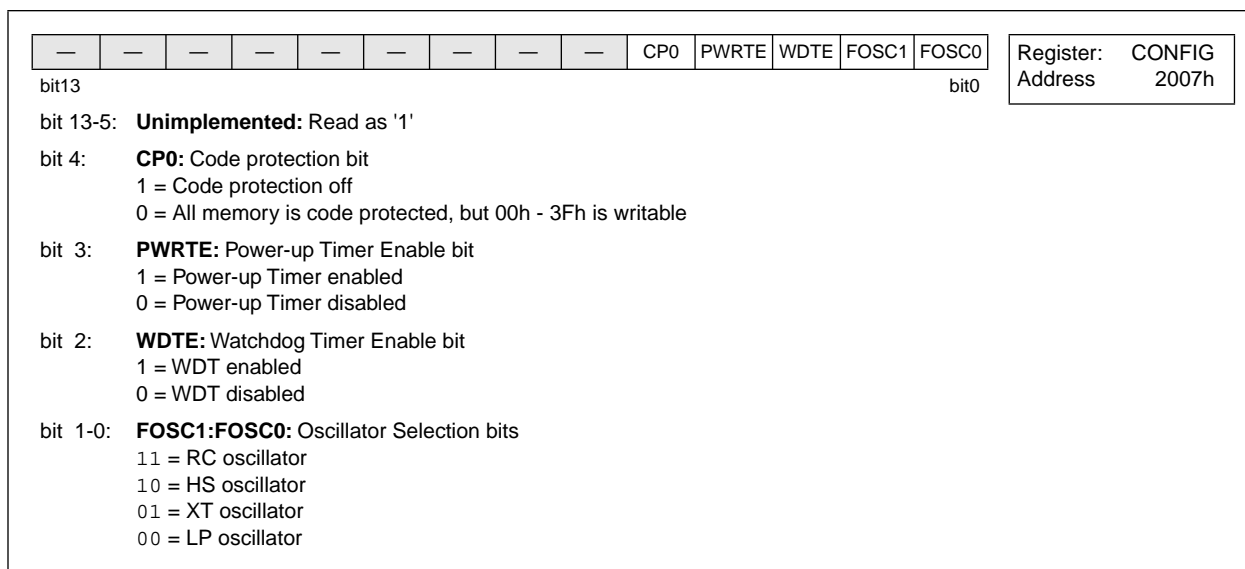 — — — — — — — — — CP0 PWRTE WDTE FOSC1 FOSC0
bit13 bit0
Register: CONFIG
Address 2007h
bit 13-5: Unimplemented: Read as '1'
bit 4: CP0: Code protection bit
1 = Code protection off
0 = All memory is code protected, but 00h - 3Fh is writable
bit 3: PWRTE: Power-up Timer Enable bit
1 = Power-up Timer enabled
0 = Power-up Timer disabled
bit 2: WDTE: Watchdog Timer Enable bit
1 = WDT enabled
0 = WDT disabled
bit 1-0: FOSC1:FOSC0: Oscillator Selection bits
11 = RC oscillator
10 = HS oscillator
01 = XT oscillator
00 = LP oscillator